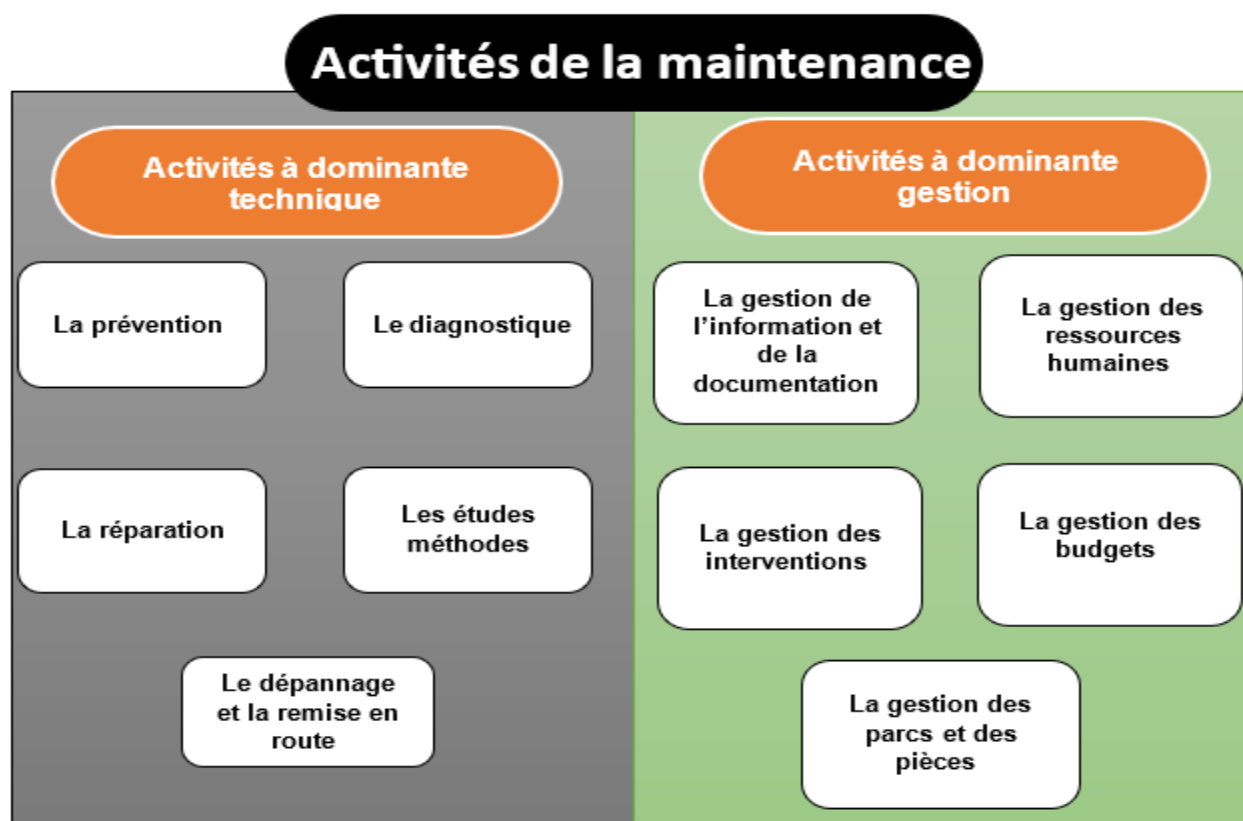 Activités de la maintenance
Activités à dominante
technique
La prévention
Le diagnostique
La réparation
Les études
méthodes
Le dépannage
et la remise en
route
Activités à dominante
gestion
La gestion de
l’information et
de la
documentation
La gestion des
ressources
humaines
La gestion des
interventions
La gestion des
budgets
La gestion des
parcs et des
pièces